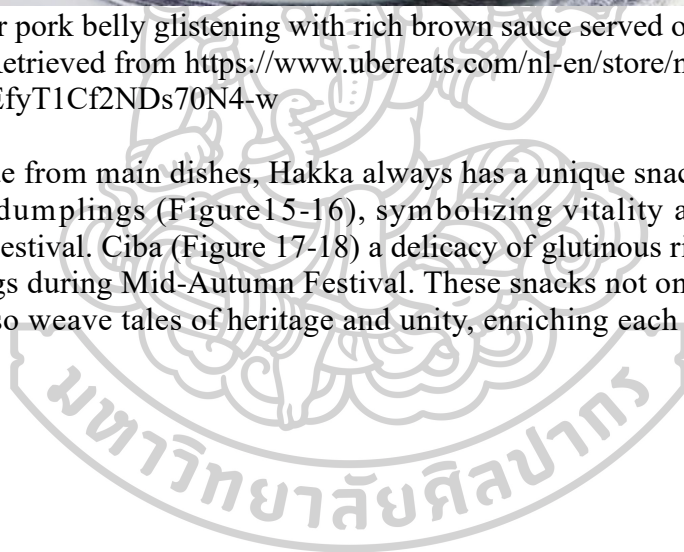 r pork belly glistening with rich brown sauce served o
etrieved from https://www.ubereats.com/nl-en/store/n
EfyT1Cf2NDs70N4-w
e from main dishes, Hakka always has a unique snac
dumplings (Figure15-16), symbolizing vitality a
estival. Ciba (Figure 17-18) a delicacy of glutinous ri
gs during Mid-Autumn Festival. These snacks not on
so weave tales of heritage and unity, enriching each
มหาวิทยาลัยศิลปากร